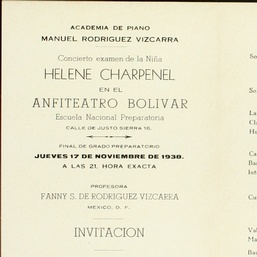 ACADEMIA DE PIANO
MANUEL RODRIGUEZ VIZCARRA
Concierto examen de la Niña
HELENE CHARPENEL
EN EL
ANFITEATRO BOLIVAR
Escuela Nacional Preparatoria
CALLE DE JUSTO SIERRA 16.
FINAL DE GRADO PREPARATORIO
JUEVES 17 DE NOVIEMBRE DE 1938.
A LAS 21. HORA EXACTA
PROFESORA
FANNY S. DE RODRIGUEZ VIZCARRA
MEXICO, D. F.
INVITACION